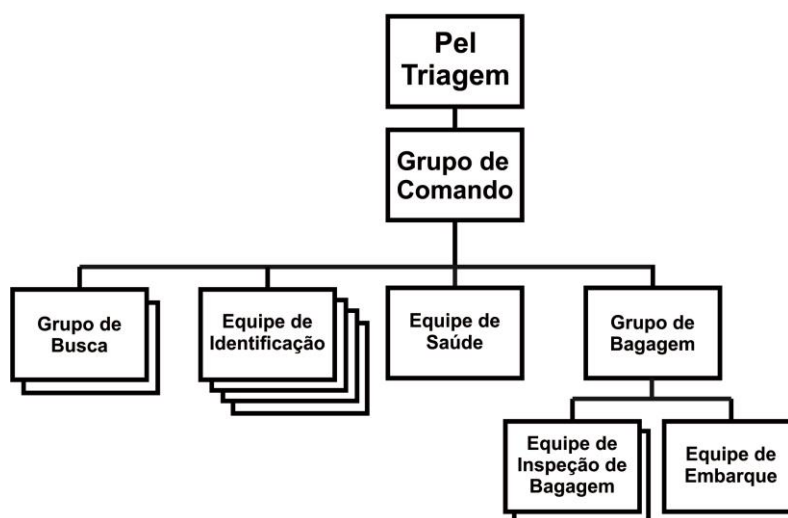 Pel
Triagem
Grupo de
Comando
Grupo de
Busca
Equipe de
Identificação
Equipe de
Saúde
Grupo de
Bagagem
Equipe de
Inspeção de
Bagagem
Equipe de
Embarque